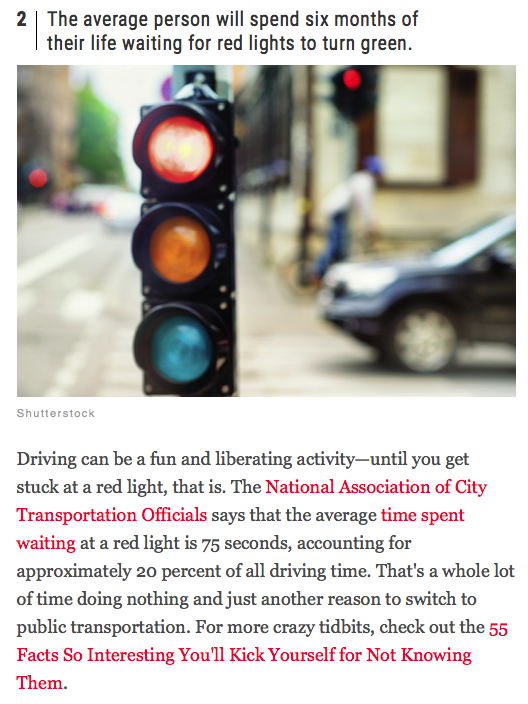 2 The average person will spend six months of
their life waiting for red lights to turn green.
Shutterstock
Driving can be a fun and liberating activity—until you get
stuck at a red light, that is. The National Association of City
Transportation Officials says that the average time spent
waiting at a red light is 75 seconds, accounting for
approximately 20 percent of all driving time. That's a whole lot
of time doing nothing and just another reason to switch to
public transportation. For more crazy tidbits, check out the 55
Facts So Interesting You'll Kick Yourself for Not Knowing
Them.